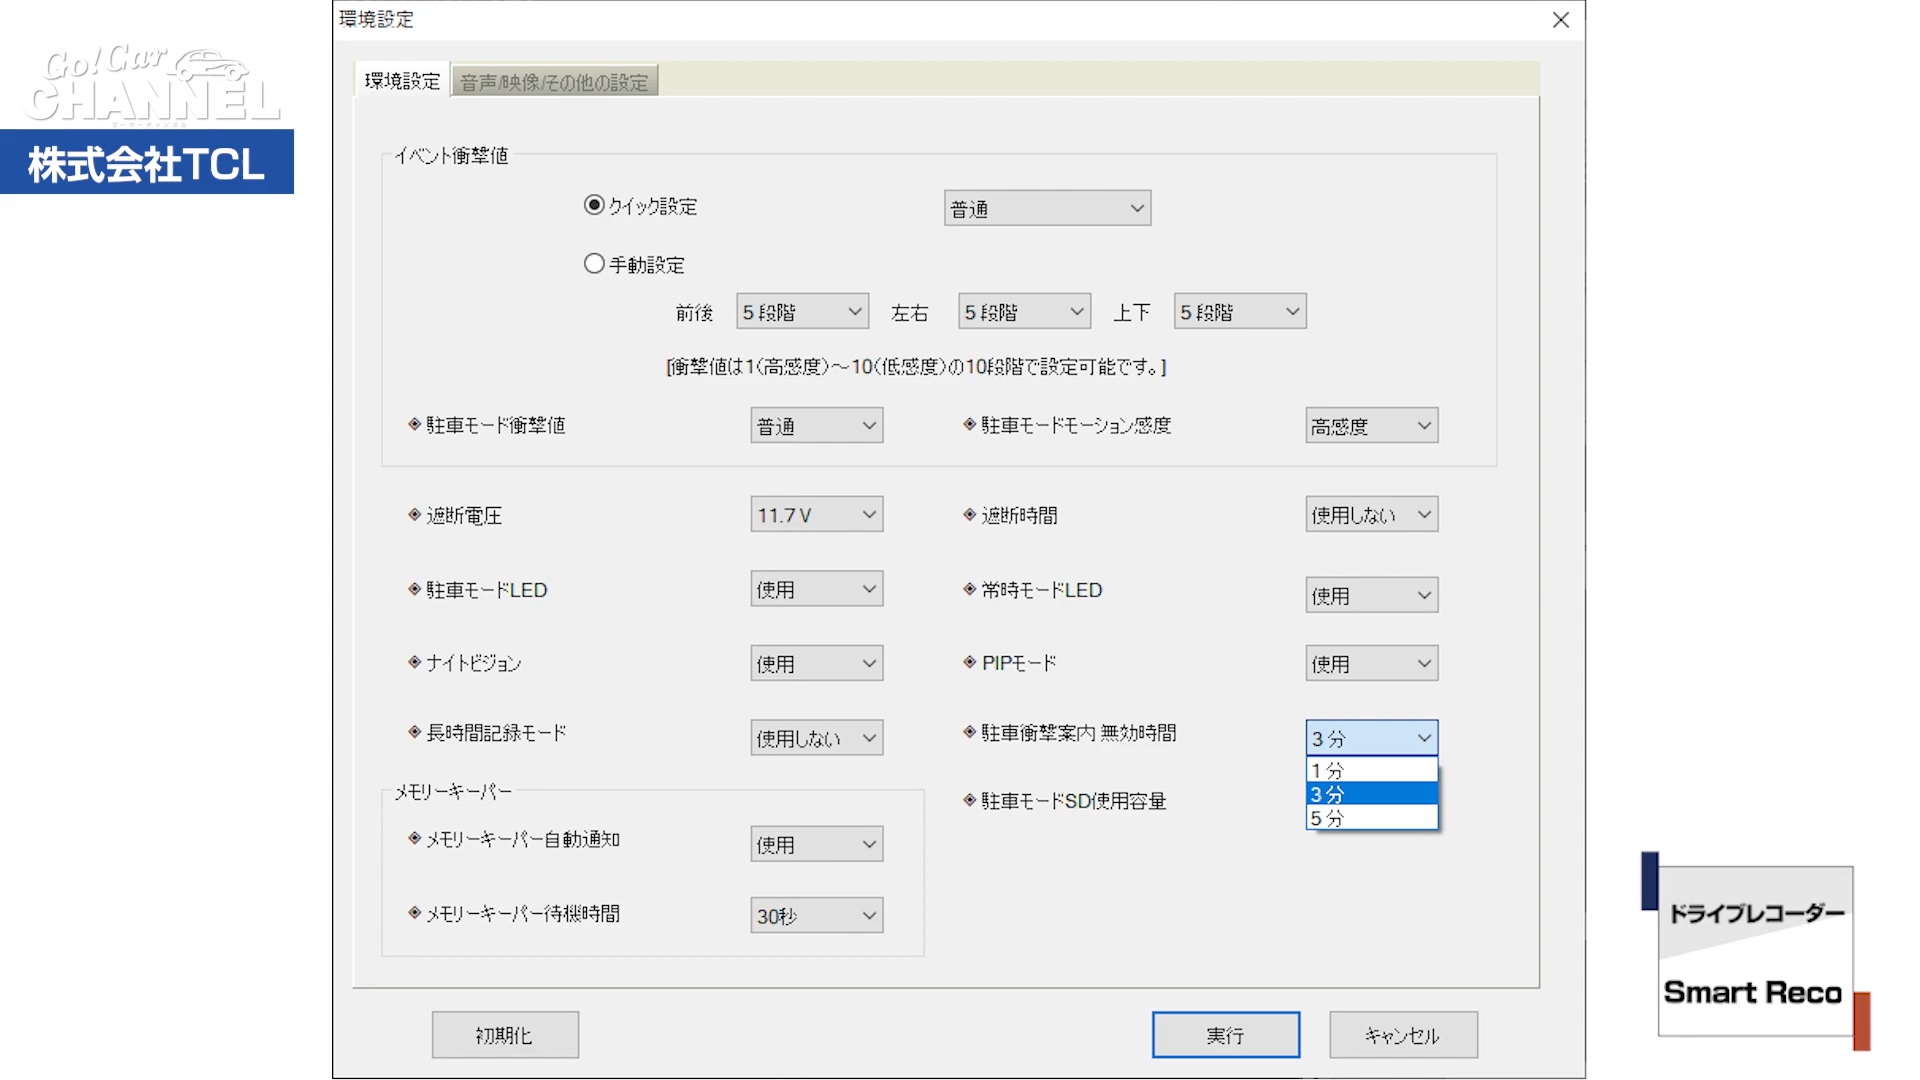 環境設定
Go!Car
CHANNEL
ゴーカーチャンネル
株式会社TCL
環境設定 音声/映像/その他の設定
イベント衝撃値
クイック設定 普通
手動設定
前後 5 段階 左右 5 段階 上下 5 段階
[衝撃値は1(高感度)～10(低感度)の10段階で設定可能です。]
駐車モード衝撃値 普通 駐車モードモーション感度 高感度
遮断電圧 11.7 V 遮断時間 使用しない
駐車モードLED 使用 常時モードLED 使用
ナイトビジョン 使用 PIPモード 使用
長時間記録モード 使用しない 駐車衝撃案内 無効時間 3 分
1 分
3 分
5 分
メモリーキーパー
駐車モードSD使用容量
メモリーキーパー自動通知 使用
メモリーキーパー待機時間 30秒
初期化 実行 キャンセル
ドライブレコーダー
Smart Reco